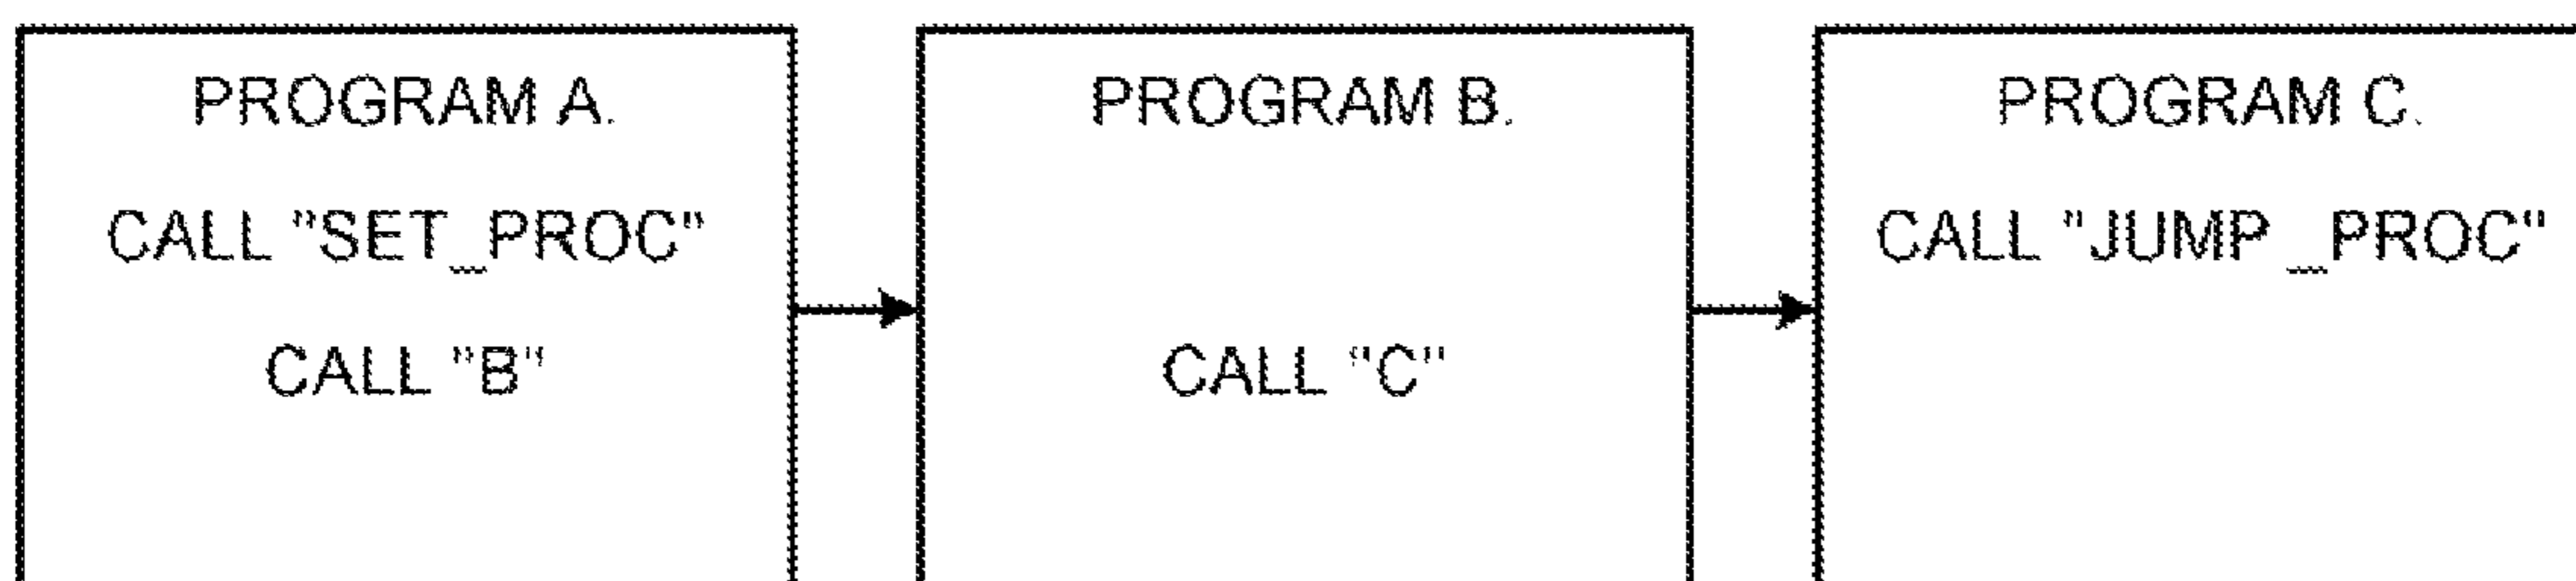 PROGRAM A.
CALL "SET_PROC"
CALL "B"
PROGRAM B.
CALL "C"
PROGRAM C.
CALL "JUMP _PROC"